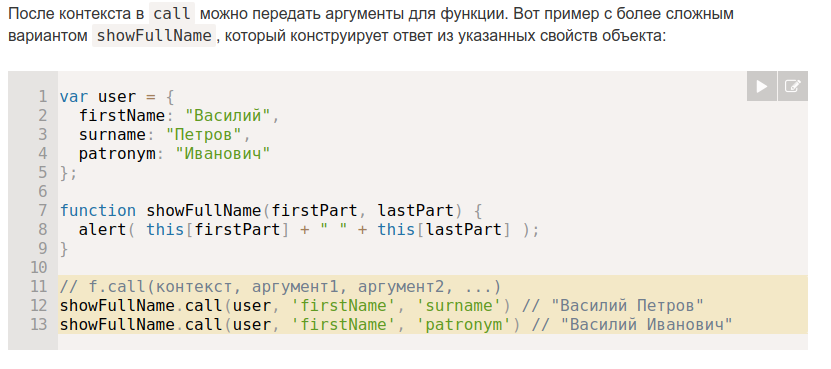 После контекста в call можно передать аргументы для функции. Вот пример с более сложным
вариантом showFullName, который конструирует ответ из указанных свойств объекта:
1 var user = {
2   firstName: "Василий",
3   surname: "Петров",
4   patronym: "Иванович"
5 };
6
7 function showFullName(firstPart, lastPart) {
8   alert( this[firstPart] + " " + this[lastPart] );
9 }
10
11 // f.call(контекст, аргумент1, аргумент2, ...)
12 showFullName.call(user, 'firstName', 'surname') // "Василий Петров"
13 showFullName.call(user, 'firstName', 'patronym') // "Василий Иванович"